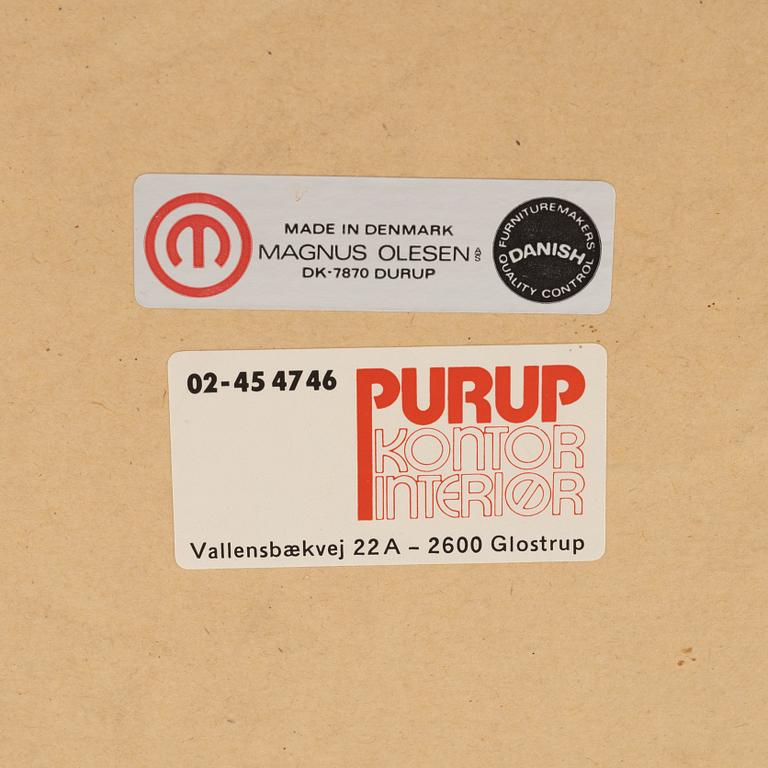 MADE IN DENMARK
MAGNUS OLESEN APS
DK-7870 DURUP
FURNITUREMAKERS
DANISH
QUALITY CONTROL
02-45 47 46
PURUP
KONTOR
INTERIØR
Vallensbækvej 22 A – 2600 Glostrup